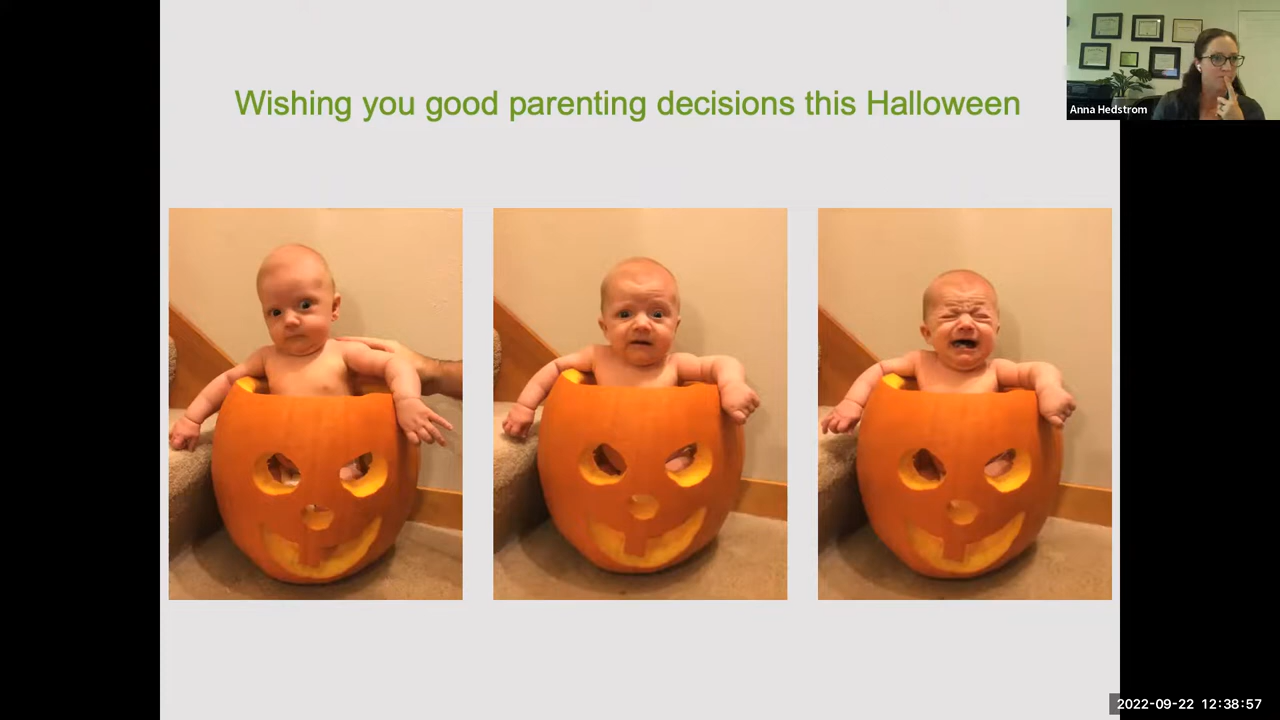 Wishing you good parenting decisions this Halloween
Anna Hedstrom
2022-09-22 12:38:57